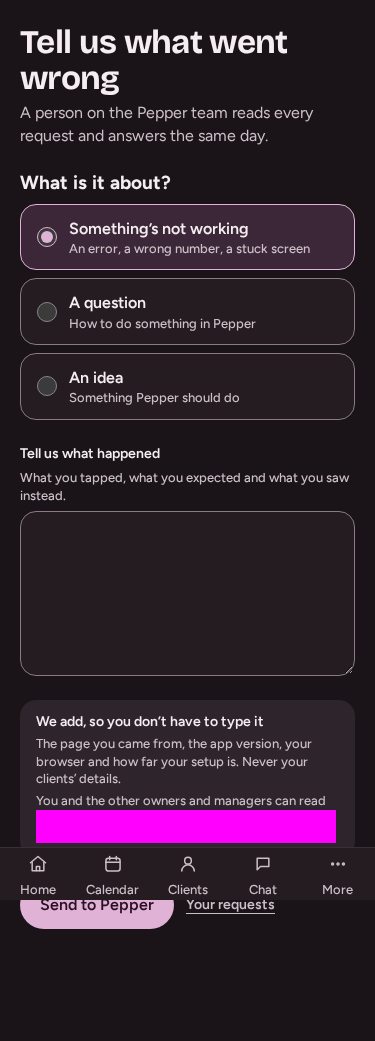 Tell us what went
wrong
A person on the Pepper team reads every
request and answers the same day.
What is it about?
Something’s not working
An error, a wrong number, a stuck screen
A question
How to do something in Pepper
An idea
Something Pepper should do
Tell us what happened
What you tapped, what you expected and what you saw
instead.
We add, so you don’t have to type it
The page you came from, the app version, your
browser and how far your setup is. Never your
clients’ details.
You and the other owners and managers can read
Home Calendar Clients Chat More
Send to Pepper Your requests